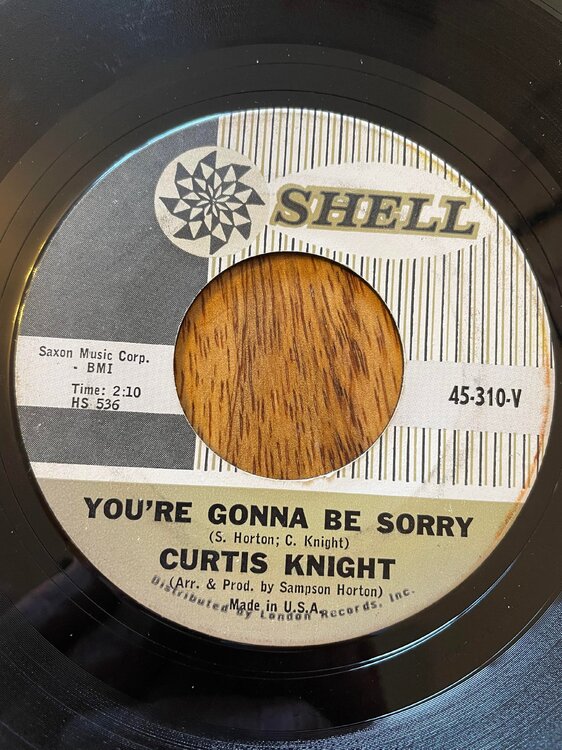 SHELL
Saxon Music Corp.
- BMI
Time: 2:10
HS 536
45-310-V
YOU'RE GONNA BE SORRY
(S. Horton; C. Knight)
CURTIS KNIGHT
(Arr. & Prod. by Sampson Horton)
Made in U.S.A.
Distributed by London Records, Inc.